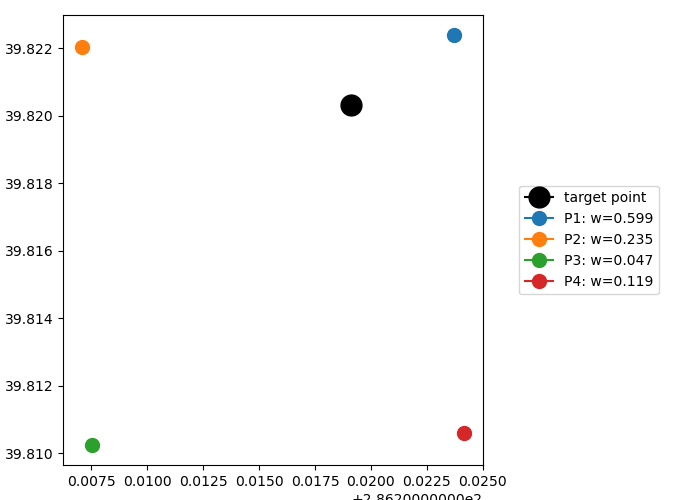 39.822
39.820
39.818
39.816
39.814
39.812
39.810
target point
P1: w=0.599
P2: w=0.235
P3: w=0.047
P4: w=0.119
0.0075 0.0100 0.0125 0.0150 0.0175 0.0200 0.0225 0.0250
+2.8620000000e2